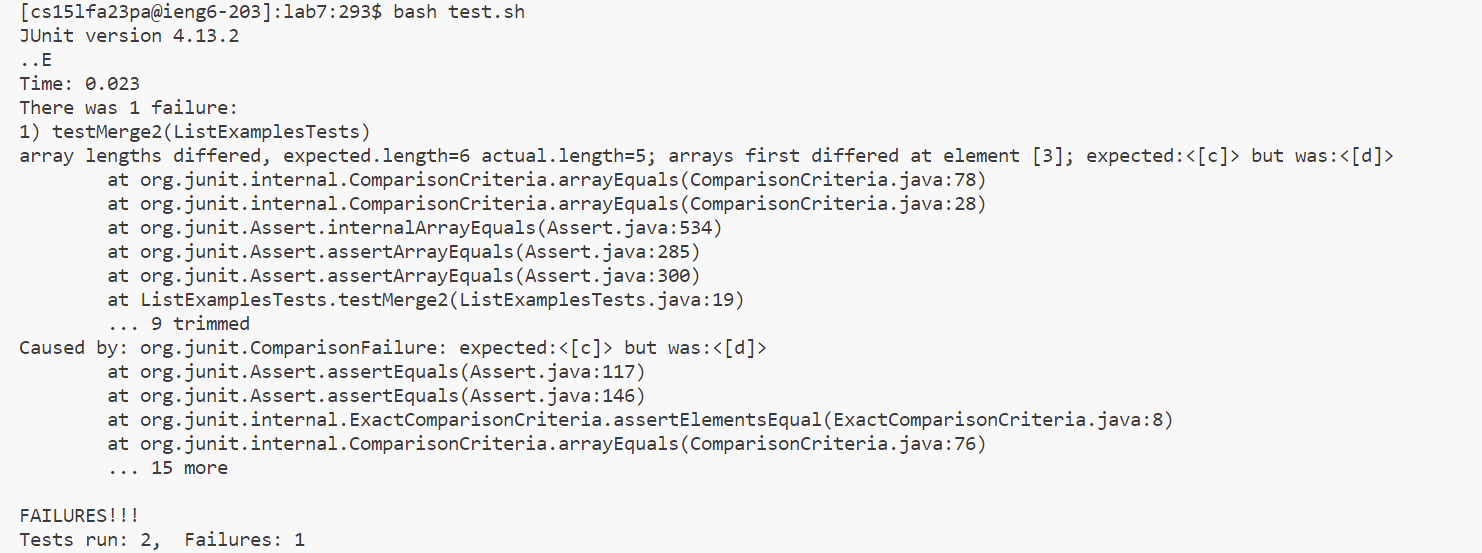 [cs15lfa23pa@ieng6-203]:lab7:293$ bash test.sh
JUnit version 4.13.2
..E
Time: 0.023
There was 1 failure:
1) testMerge2(ListExamplesTests)
array lengths differed, expected.length=6 actual.length=5; arrays first differed at element [3]; expected:<[c]> but was:<[d]>
        at org.junit.internal.ComparisonCriteria.arrayEquals(ComparisonCriteria.java:78)
        at org.junit.internal.ComparisonCriteria.arrayEquals(ComparisonCriteria.java:28)
        at org.junit.Assert.internalArrayEquals(Assert.java:534)
        at org.junit.Assert.assertArrayEquals(Assert.java:285)
        at org.junit.Assert.assertArrayEquals(Assert.java:300)
        at ListExamplesTests.testMerge2(ListExamplesTests.java:19)
        ... 9 trimmed
Caused by: org.junit.ComparisonFailure: expected:<[c]> but was:<[d]>
        at org.junit.Assert.assertEquals(Assert.java:117)
        at org.junit.Assert.assertEquals(Assert.java:146)
        at org.junit.internal.ExactComparisonCriteria.assertElementsEqual(ExactComparisonCriteria.java:8)
        at org.junit.internal.ComparisonCriteria.arrayEquals(ComparisonCriteria.java:76)
        ... 15 more

FAILURES!!!
Tests run: 2,  Failures: 1